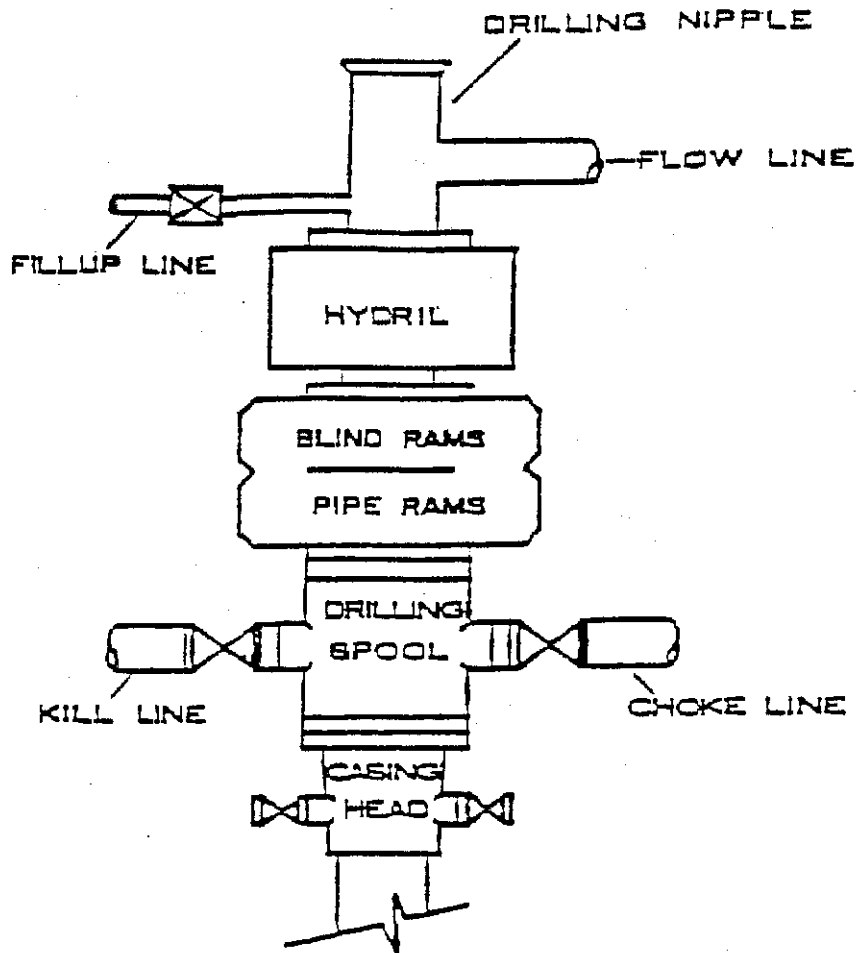 DRILLING NIPPLE
FLOW LINE
FILLUP LINE
HYDRIL
BLIND RAMS
PIPE RAMS
DRILLING
SPOOL
KILL LINE
CHOKE LINE
CASING
HEAD